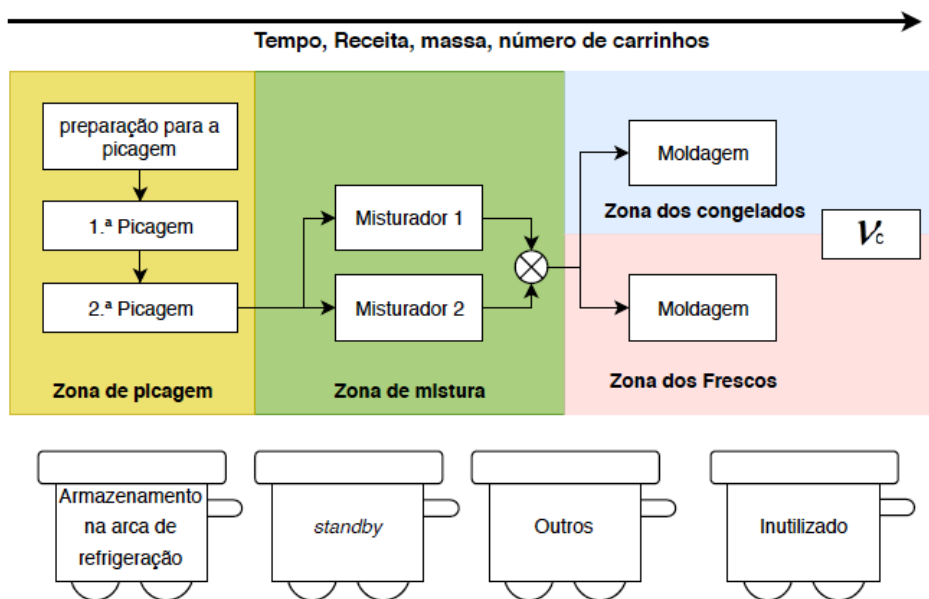 Tempo, Receita, massa, número de carrinhos
preparação para a
picagem
1.ª Picagem
2.ª Picagem
Zona de picagem
Misturador 1
Misturador 2
Zona de mistura
Moldagem
Zona dos congelados
Vc
Moldagem
Zona dos Frescos
Armazenamento
na arca de
refrigeração
standby
Outros
Inutilizado